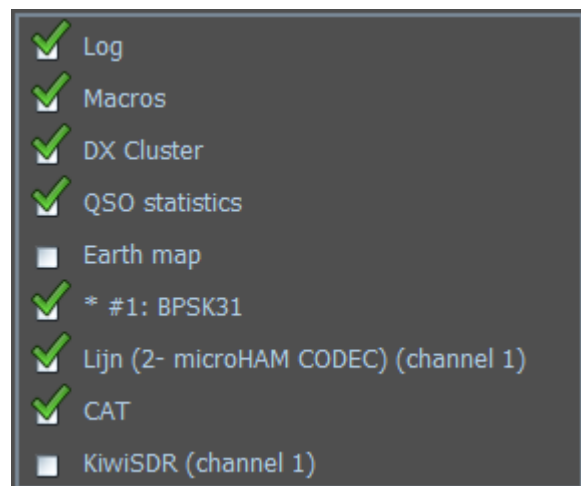 Log
Macros
DX Cluster
QSO statistics
Earth map
* #1: BPSK31
Lijn (2- microHAM CODEC) (channel 1)
CAT
KiwiSDR (channel 1)